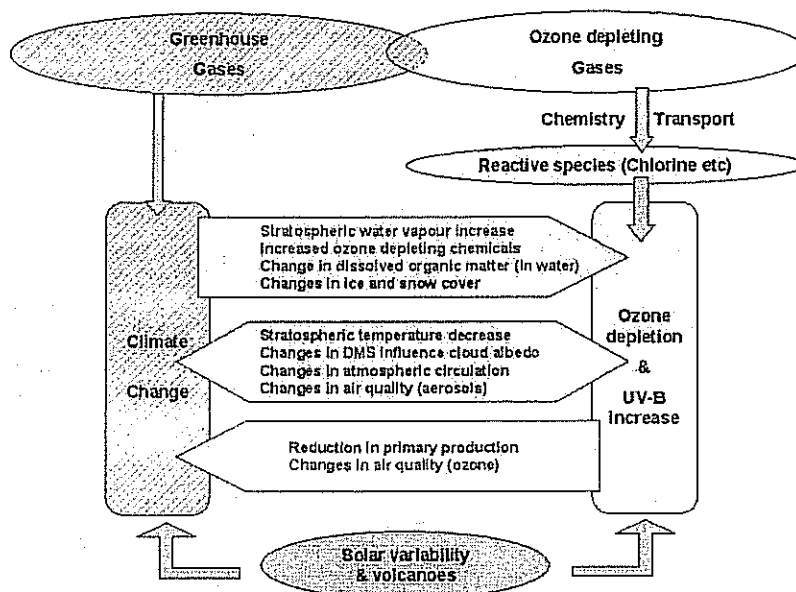 Greenhouse
Gases
Ozone depleting
Gases
Chemistry Transport
Reactive species (Chlorine etc)
Stratospheric water vapour increase
Increased ozone depleting chemicals
Change in dissolved organic matter (in water)
Changes in ice and snow cover
Climate
Change
Stratospheric temperature decrease
Changes in DMS influence cloud albedo
Changes in atmospheric circulation
Changes in air quality (aerosols)
Ozone
depletion
&
UV-B
increase
Reduction in primary production
Changes in air quality (ozone)
Solar variability
& volcanoes